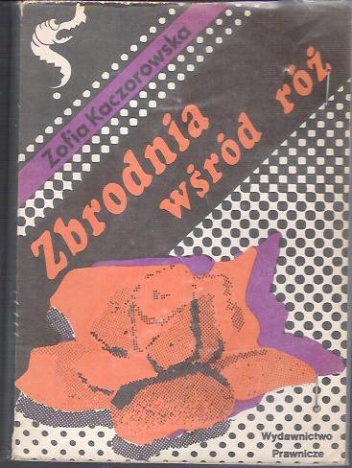 Zofia Kaczorowska
Zbrodnia
wśród róż
Wydawnictwo
Prawnicze